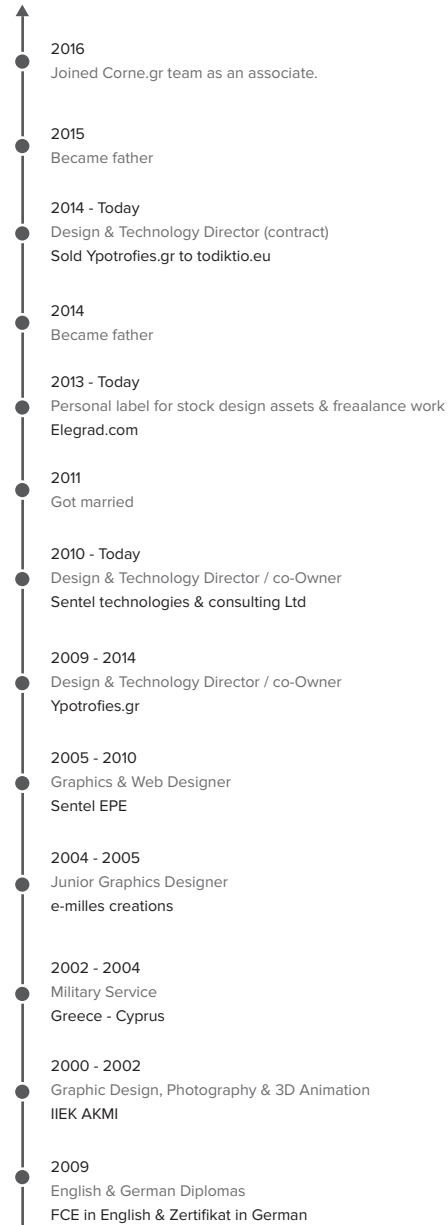 2016
Joined Corne.gr team as an associate.
2015
Became father
2014 - Today
Design & Technology Director (contract)
Sold Ypotrofies.gr to todiktio.eu
2014
Became father
2013 - Today
Personal label for stock design assets & freaalance work
Elegrad.com
2011
Got married
2010 - Today
Design & Technology Director / co-Owner
Sentel technologies & consulting Ltd
2009 - 2014
Design & Technology Director / co-Owner
Ypotrofies.gr
2005 - 2010
Graphics & Web Designer
Sentel EPE
2004 - 2005
Junior Graphics Designer
e-milles creations
2002 - 2004
Military Service
Greece - Cyprus
2000 - 2002
Graphic Design, Photography & 3D Animation
IIEK AKMI
2009
English & German Diplomas
FCE in English & Zertifikat in German